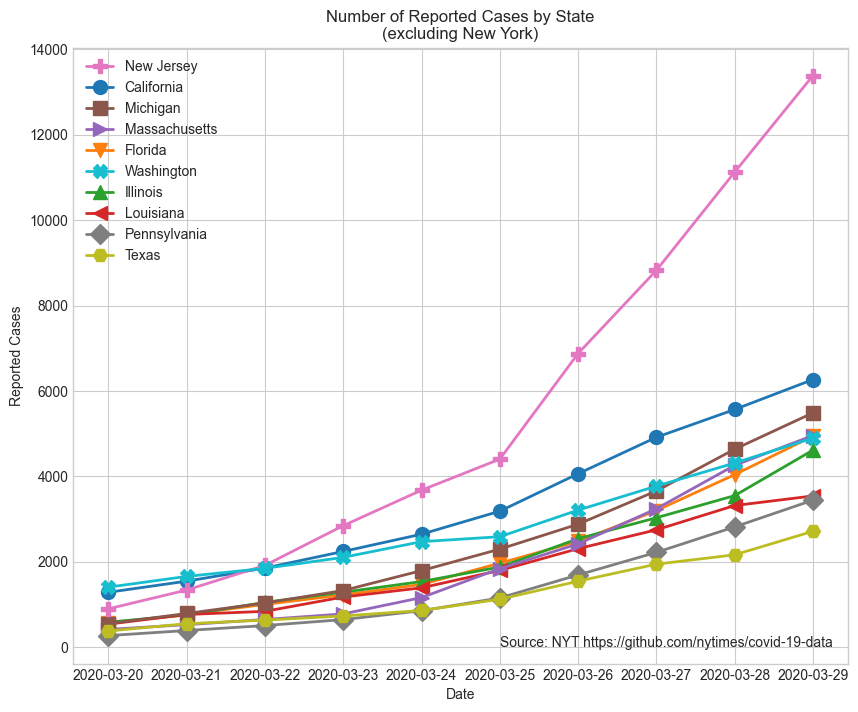 Number of Reported Cases by State
(excluding New York)
14000
12000
10000
8000
6000
4000
2000
0
Reported Cases
New Jersey
California
Michigan
Massachusetts
Florida
Washington
Illinois
Louisiana
Pennsylvania
Texas
Source: NYT https://github.com/nytimes/covid-19-data
2020-03-20 2020-03-21 2020-03-22 2020-03-23 2020-03-24 2020-03-25 2020-03-26 2020-03-27 2020-03-28 2020-03-29
Date